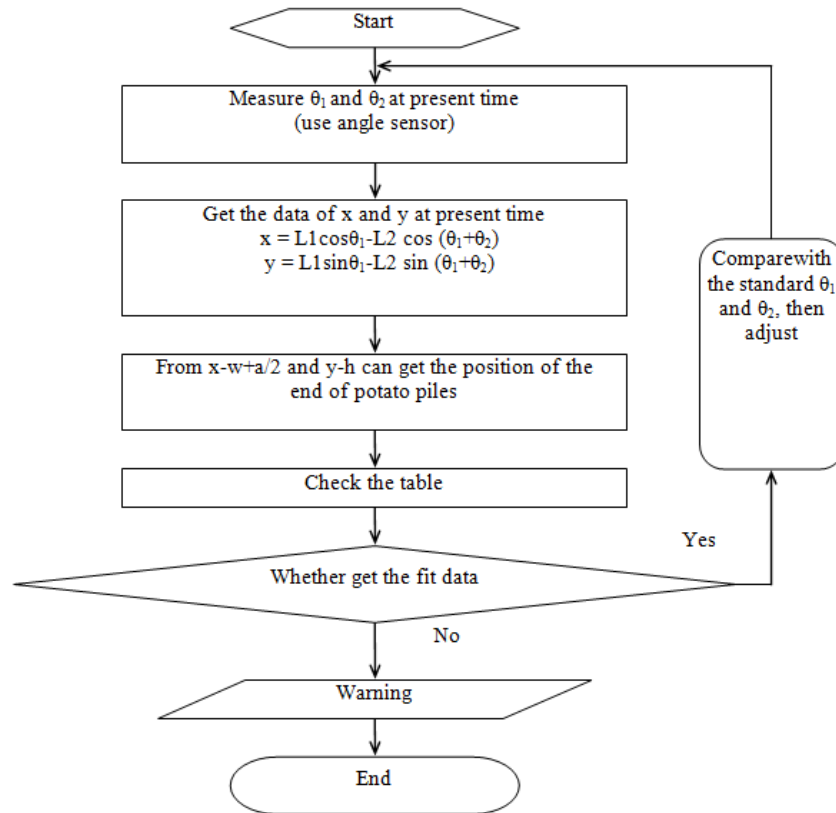 Start
Measure θ₁ and θ₂ at present time
(use angle sensor)
Get the data of x and y at present time
x = L1cosθ₁-L2 cos (θ₁+θ₂)
y = L1sinθ₁-L2 sin (θ₁+θ₂)
From x-w+a/2 and y-h can get the position of the
end of potato piles
Check the table
Whether get the fit data
Yes
Comparewith
the standard θ₁
and θ₂, then
adjust
No
Warning
End